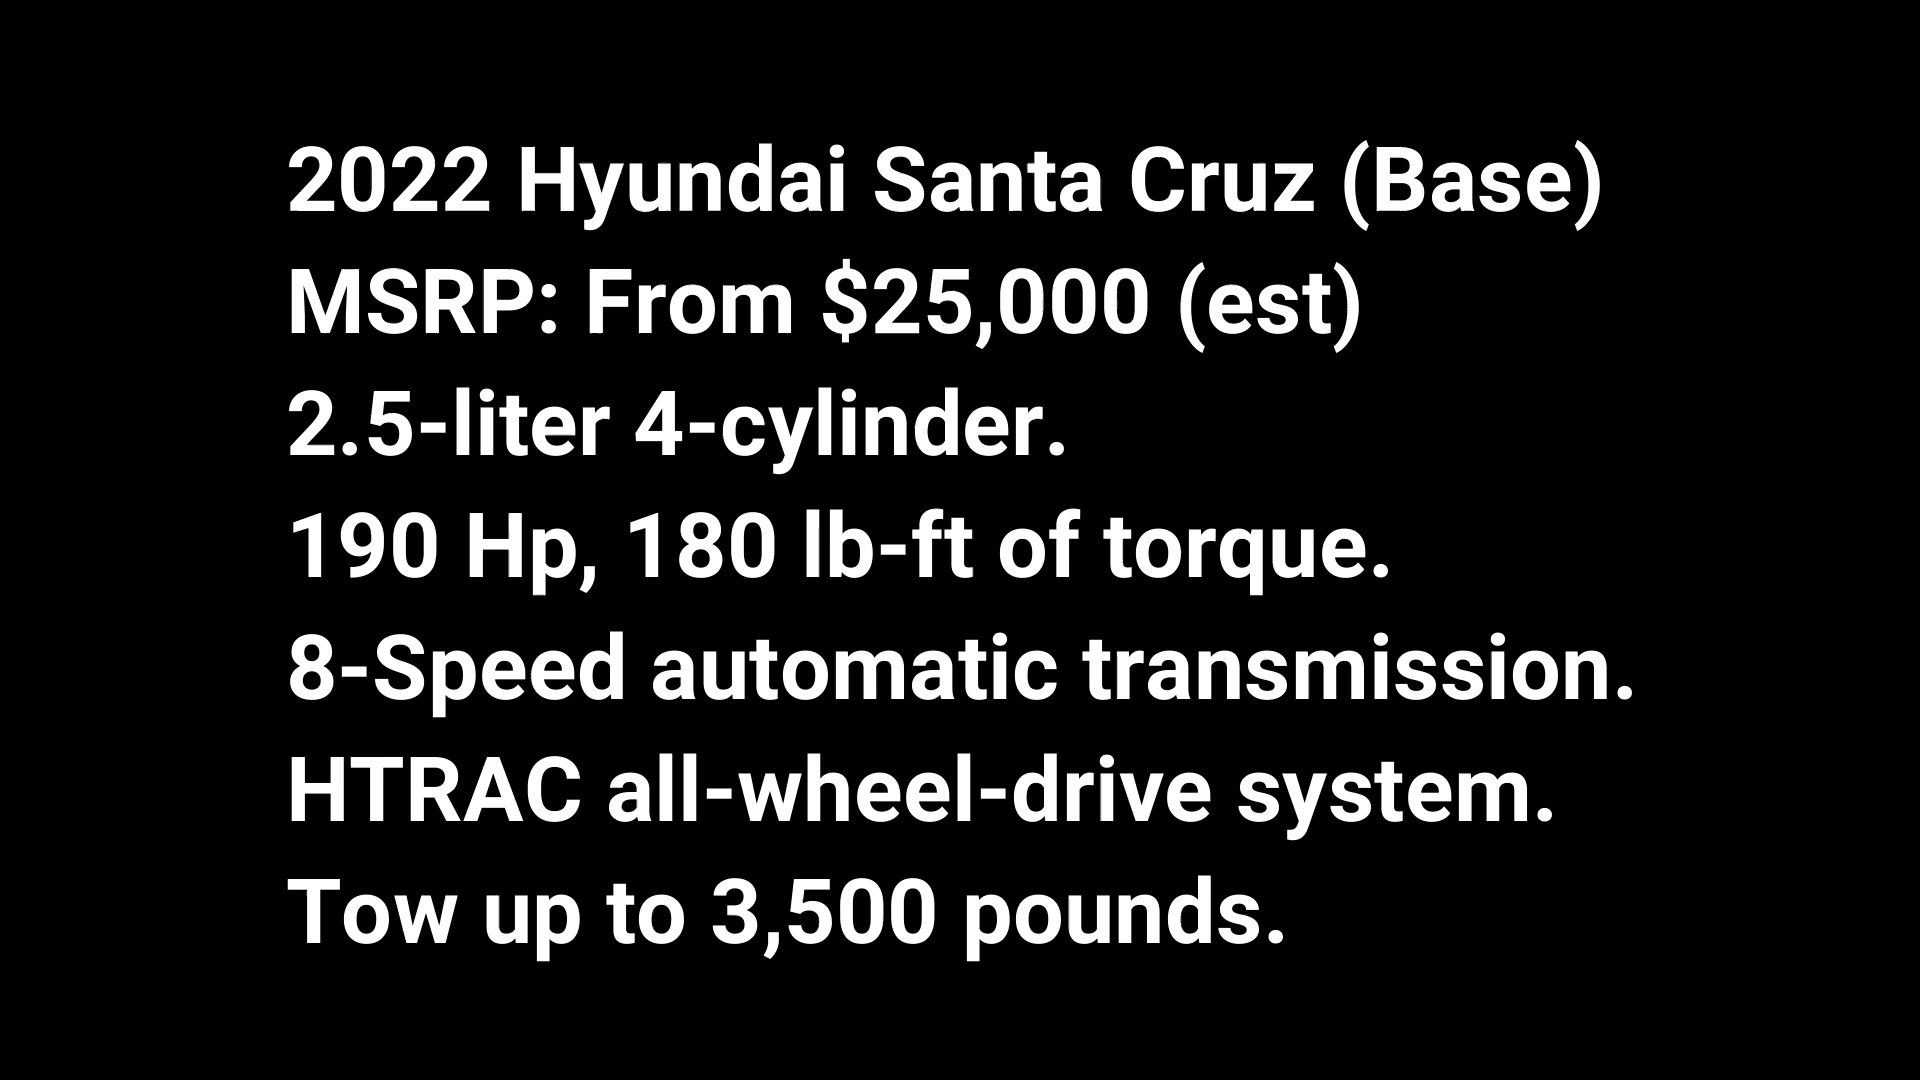 2022 Hyundai Santa Cruz (Base)
MSRP: From $25,000 (est)
2.5-liter 4-cylinder.
190 Hp, 180 lb-ft of torque.
8-Speed automatic transmission.
HTRAC all-wheel-drive system.
Tow up to 3,500 pounds.